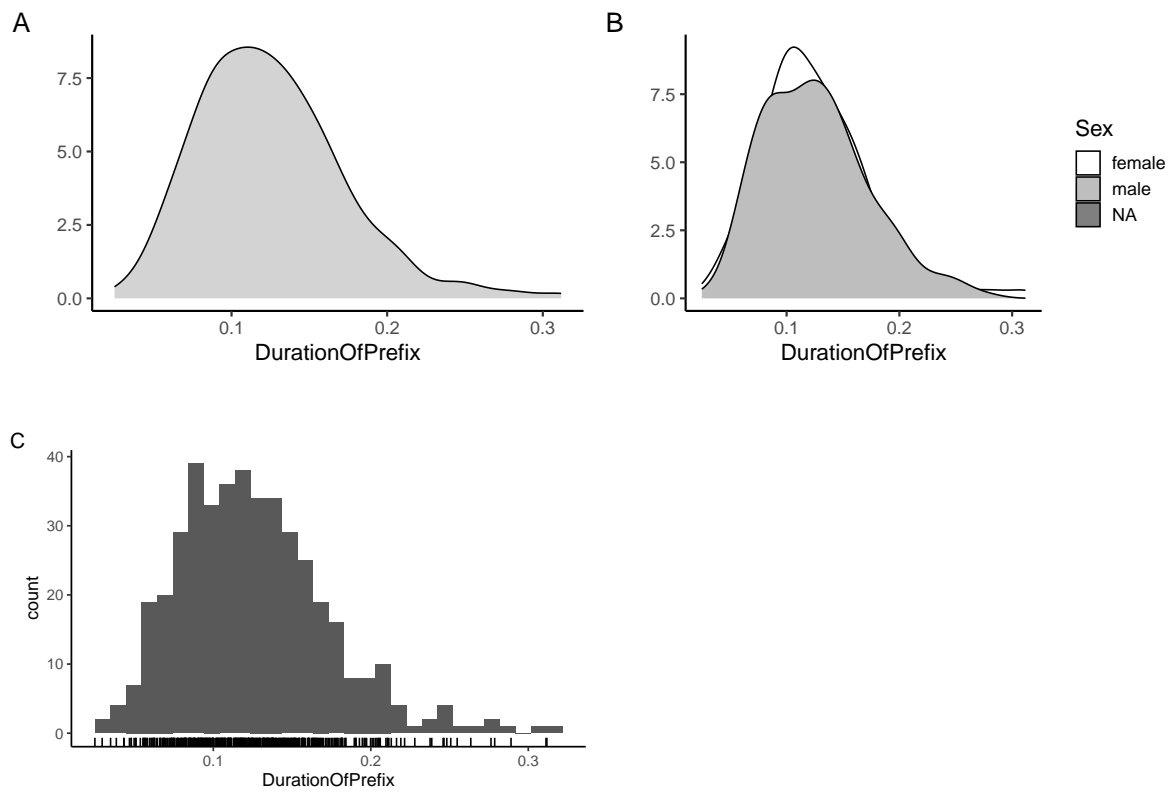 A
7.5
5.0
2.5
0.0
0.1 0.2 0.3
DurationOfPrefix
B
7.5
5.0
2.5
0.0
0.1 0.2 0.3
DurationOfPrefix
Sex
female
male
NA
C
40
30
20
10
0
count
0.1 0.2 0.3
DurationOfPrefix